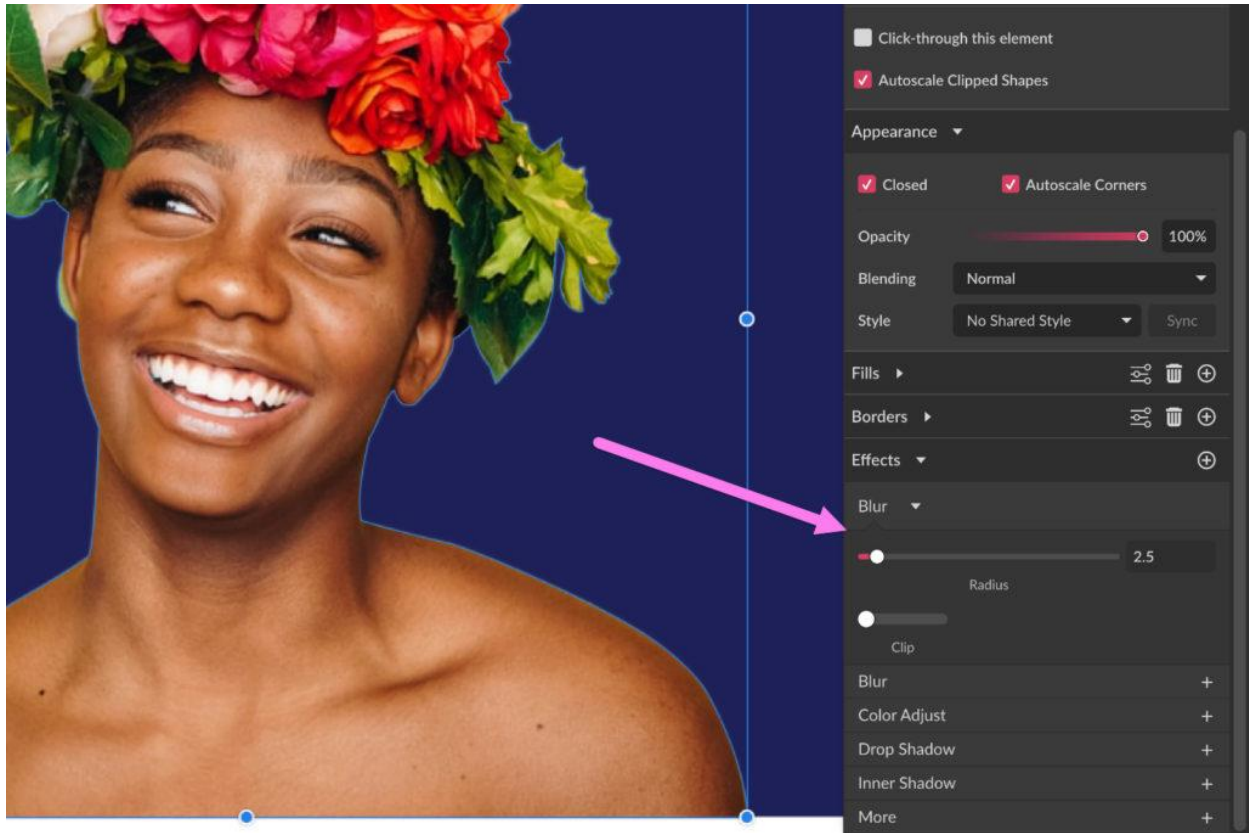 Click-through this element
Autoscale Clipped Shapes
Appearance
Closed Autoscale Corners
Opacity 100%
Blending Normal
Style No Shared Style Sync
Fills
Borders
Effects
Blur
2.5
Radius
Clip
Blur
Color Adjust
Drop Shadow
Inner Shadow
More